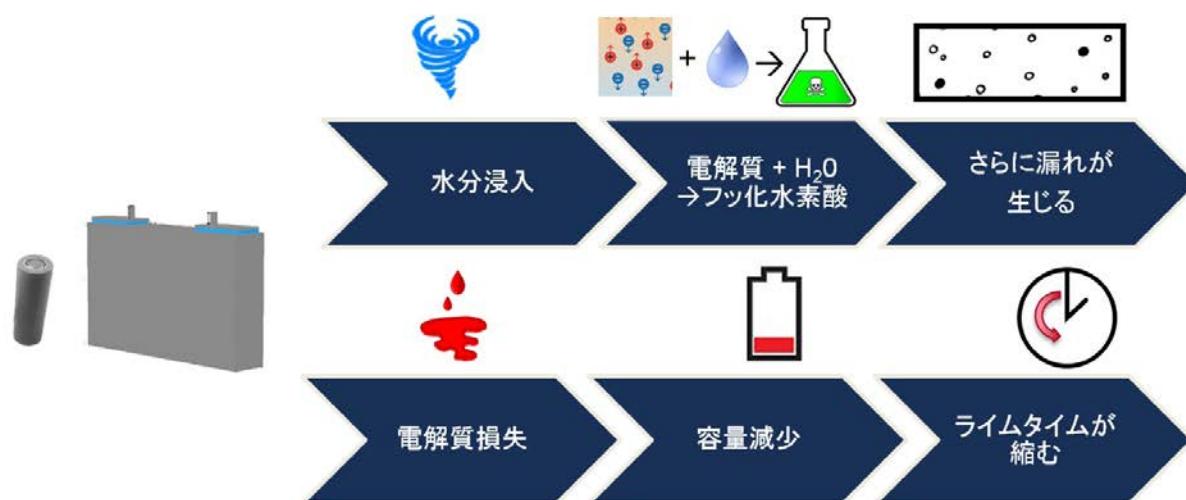 水分浸入
電解質 + H₂O
→フッ化水素酸
さらに漏れが
生じる
電解質損失
容量減少
ライムタイムが
縮む